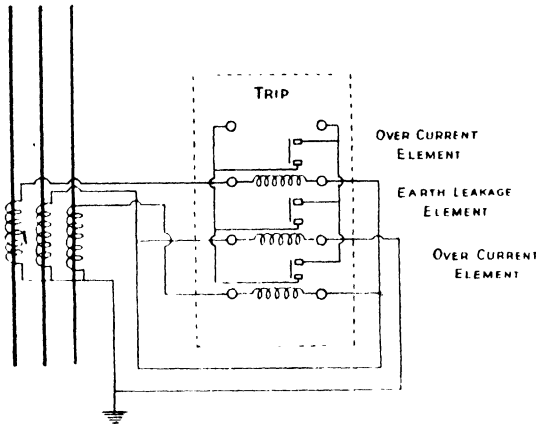 TRIP
OVER CURRENT
ELEMENT
EARTH LEAKAGE
ELEMENT
OVER CURRENT
ELEMENT